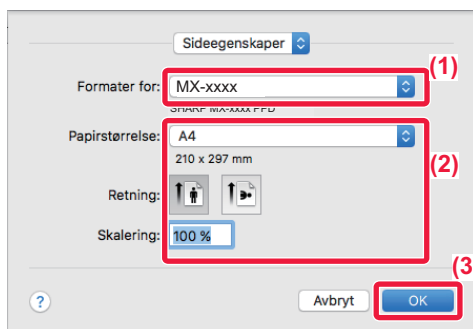 Sideegenskaper
(1)
Formater for: MX-xxxx
SHARP MX-xxxx PPD
Papirstørrelse: A4
210 x 297 mm
(2)
Retning:
Skalering: 100 %
(3
? Avbryt OK